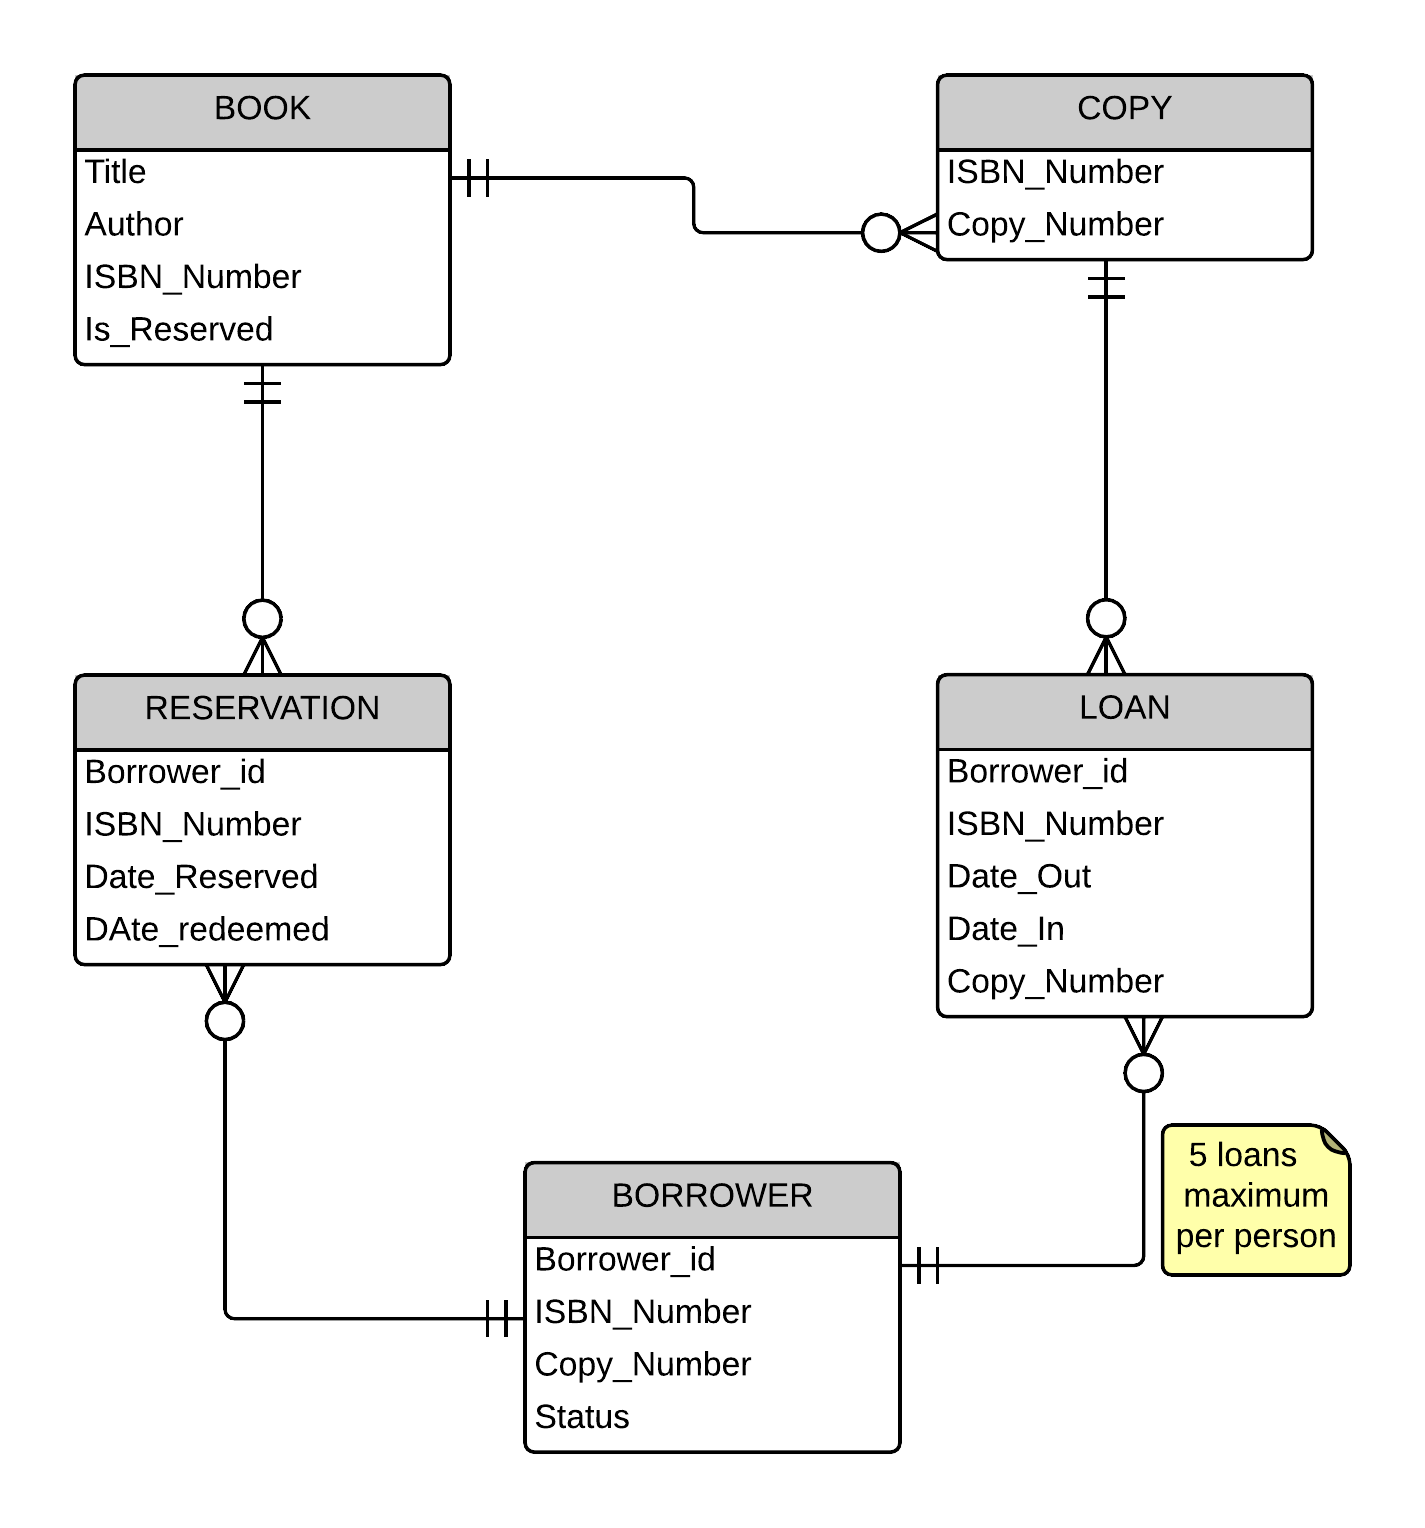 BOOK
Title
Author
ISBN_Number
Is_Reserved
COPY
ISBN_Number
Copy_Number
RESERVATION
Borrower_id
ISBN_Number
Date_Reserved
DAte_redeemed
LOAN
Borrower_id
ISBN_Number
Date_Out
Date_In
Copy_Number
BORROWER
Borrower_id
ISBN_Number
Copy_Number
Status
5 loans
maximum
per person